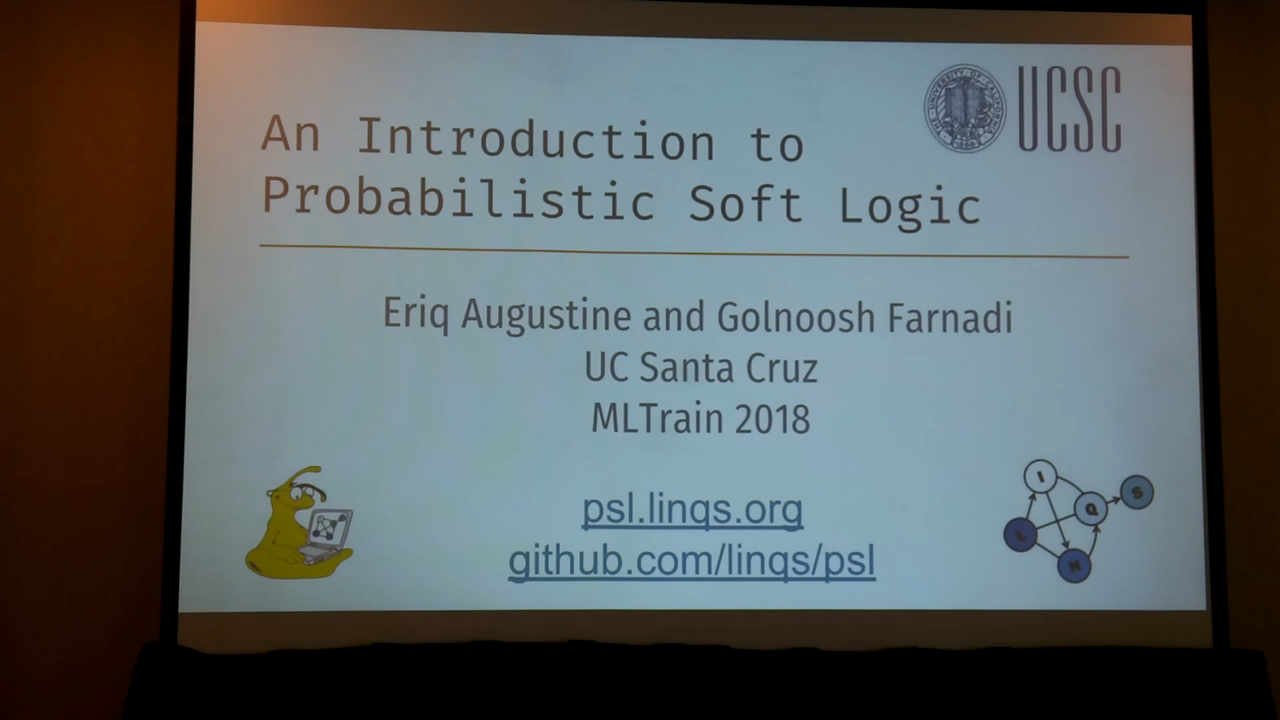 An Introduction to
Probabilistic Soft Logic
UCSC
Eriq Augustine and Golnoosh Farnadi
UC Santa Cruz
MLTrain 2018
psl.linqs.org
github.com/linqs/psl
L
I
N
Q
S